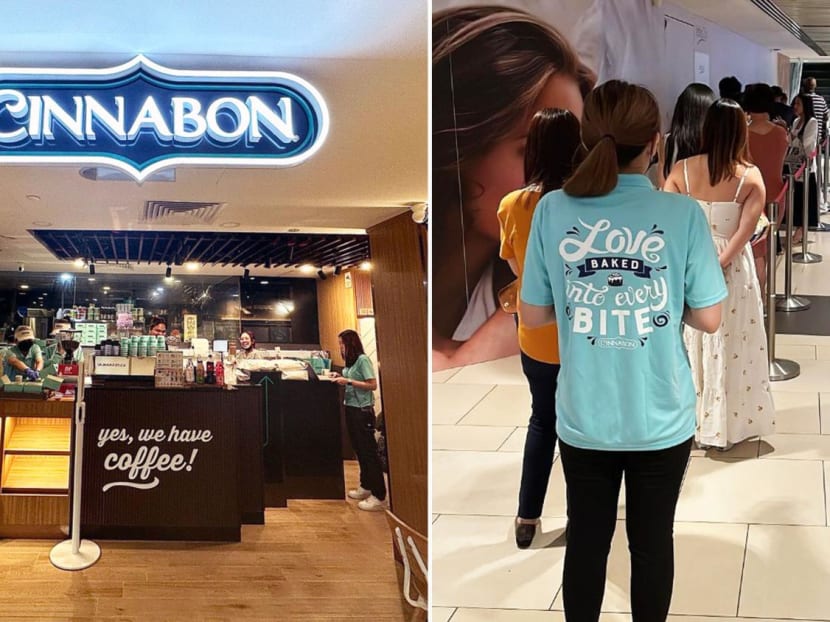 CINNABON
yes, we have
coffee!
Love
BAKED
into every
BITE
CINNABON